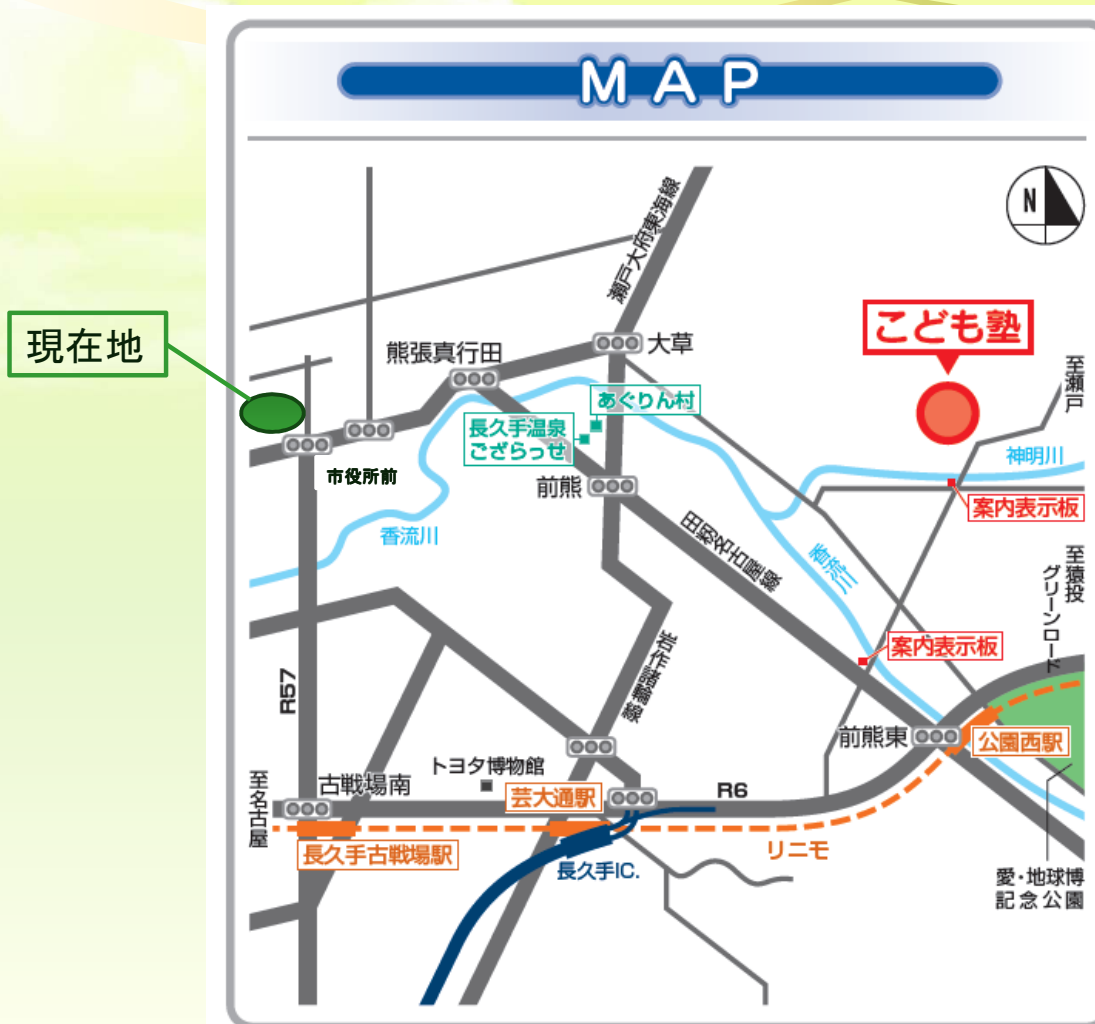 MAP
N
瀬戸大府東海線
現在地
熊張真行田
大草
こども塾
至瀬戸
あぐりん村
長久手温泉
ござらっせ
市役所前
前熊
神明川
案内表示板
香流川
田籾名古屋線
香流川
至猿投
グリーンロード
案内表示板
R57
前熊東
公園西駅
トヨタ博物館
古戦場南
芸大通駅
R6
至名古屋
長久手古戦場駅
リニモ
長久手IC.
愛・地球博
記念公園